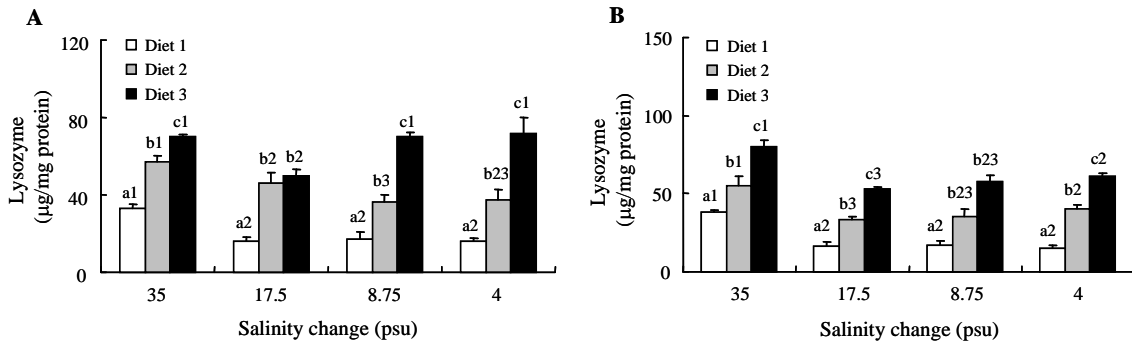 A
Lysozyme
(μg/mg protein)
120
80
40
0
Diet 1
Diet 2
Diet 3
a1
b1
c1
a2
b2
b2
a2
b3
c1
a2
b23
c1
35
17.5
8.75
4
Salinity change (psu)
B
Lysozyme
(μg/mg protein)
150
100
50
0
Diet 1
Diet 2
Diet 3
a1
b1
c1
a2
b3
c3
a2
b23
b23
a2
b2
c2
35
17.5
8.75
4
Salinity change (psu)